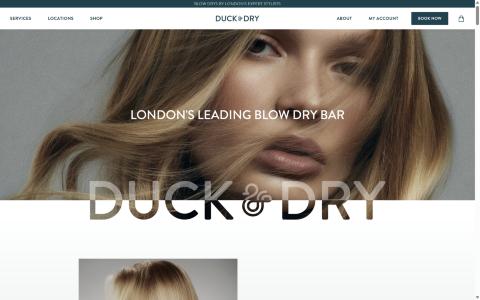 BLOW DRYS BY LONDON'S EXPERT STYLISTS
SERVICES LOCATIONS SHOP DUCK & DRY ABOUT MY ACCOUNT BOOK NOW
LONDON'S LEADING BLOW DRY BAR
DUCK & DRY